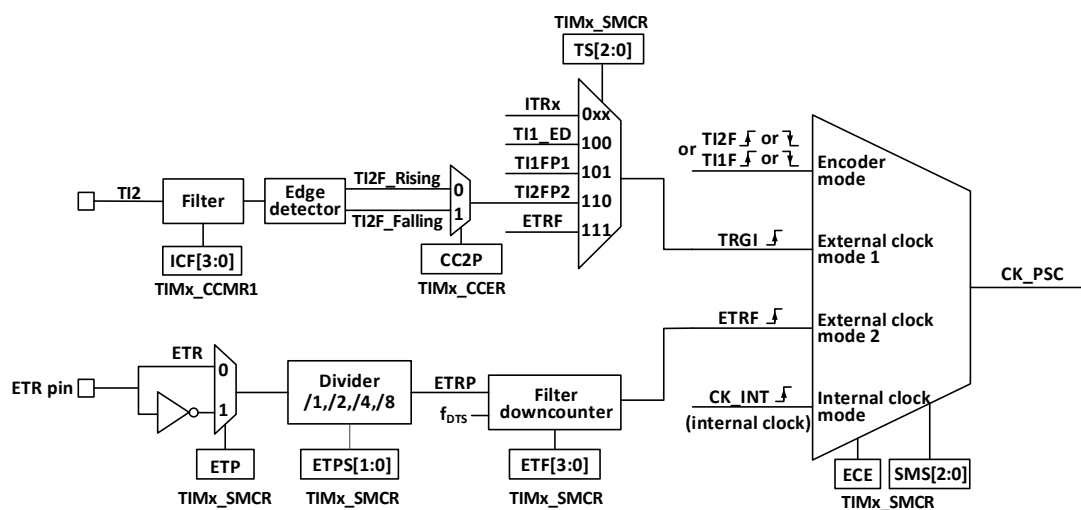 TIMx_SMCR
TS[2:0]
ITRx
0xx
TI1_ED
100
TI1FP1
101
TI2FP2
110
ETRF
111
TI2
Filter
Edge
detector
TI2F_Rising
TI2F_Falling
0
1
ICF[3:0]
TIMx_CCMR1
CC2P
TIMx_CCER
or TI2F or
TI1F or
Encoder
mode
TRGI
External clock
mode 1
CK_PSC
ETRF
External clock
mode 2
CK_INT
(internal clock)
Internal clock
mode
ECE
SMS[2:0]
TIMx_SMCR
ETR pin
ETR
0
1
Divider
/1,/2,/4,/8
ETRP
fDTS
Filter
downcounter
ETP
TIMx_SMCR
ETPS[1:0]
TIMx_SMCR
ETF[3:0]
TIMx_SMCR